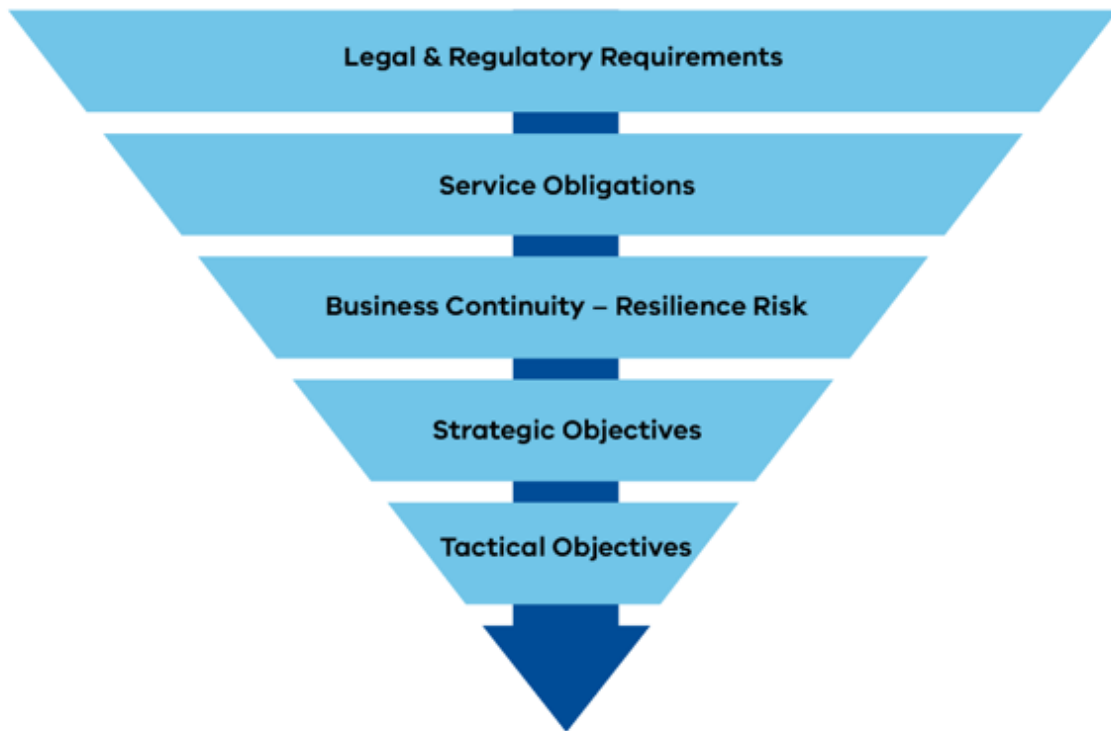 Legal & Regulatory Requirements
Service Obligations
Business Continuity – Resilience Risk
Strategic Objectives
Tactical Objectives